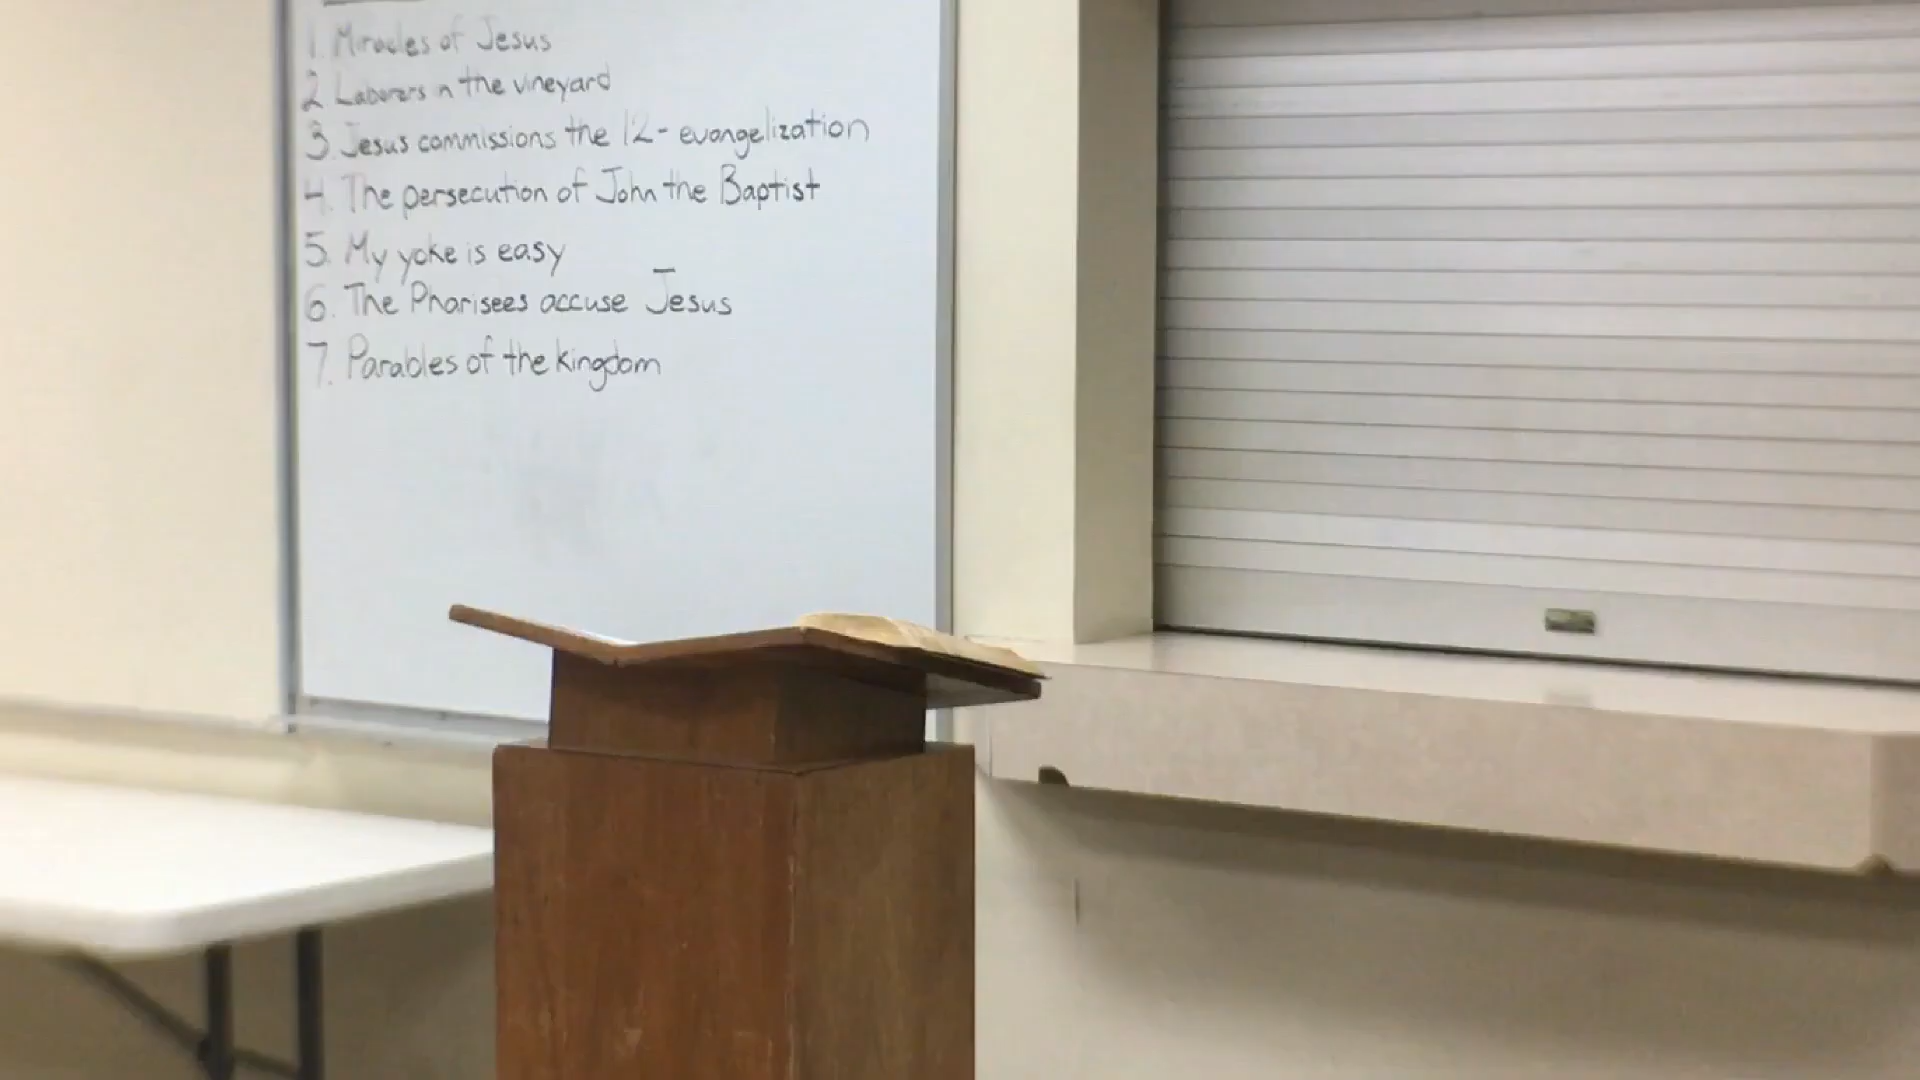 1. Miracles of Jesus
2 Laborers in the vineyard
3. Jesus commissions the 12- evangelization
4. The persecution of John the Baptist
5. My yoke is easy
6. The Pharisees accuse Jesus
7. Parables of the kingdom